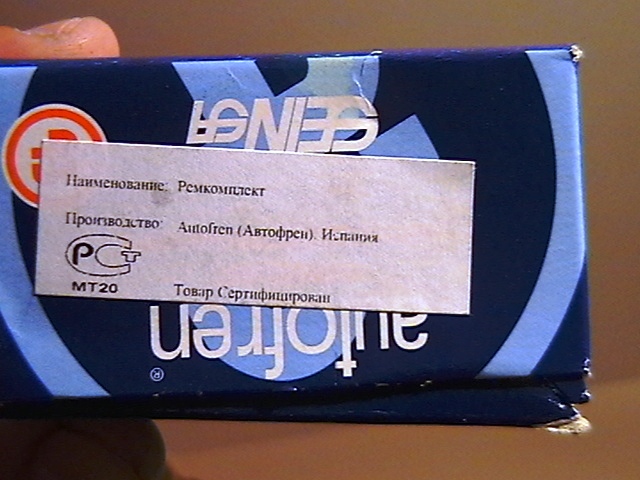 SEINSA
Наименование: Ремкомплект
Производство: Autofren (Автофрен). Испания
РСТ
МТ20
Товар Сертифицирован
autofren
®